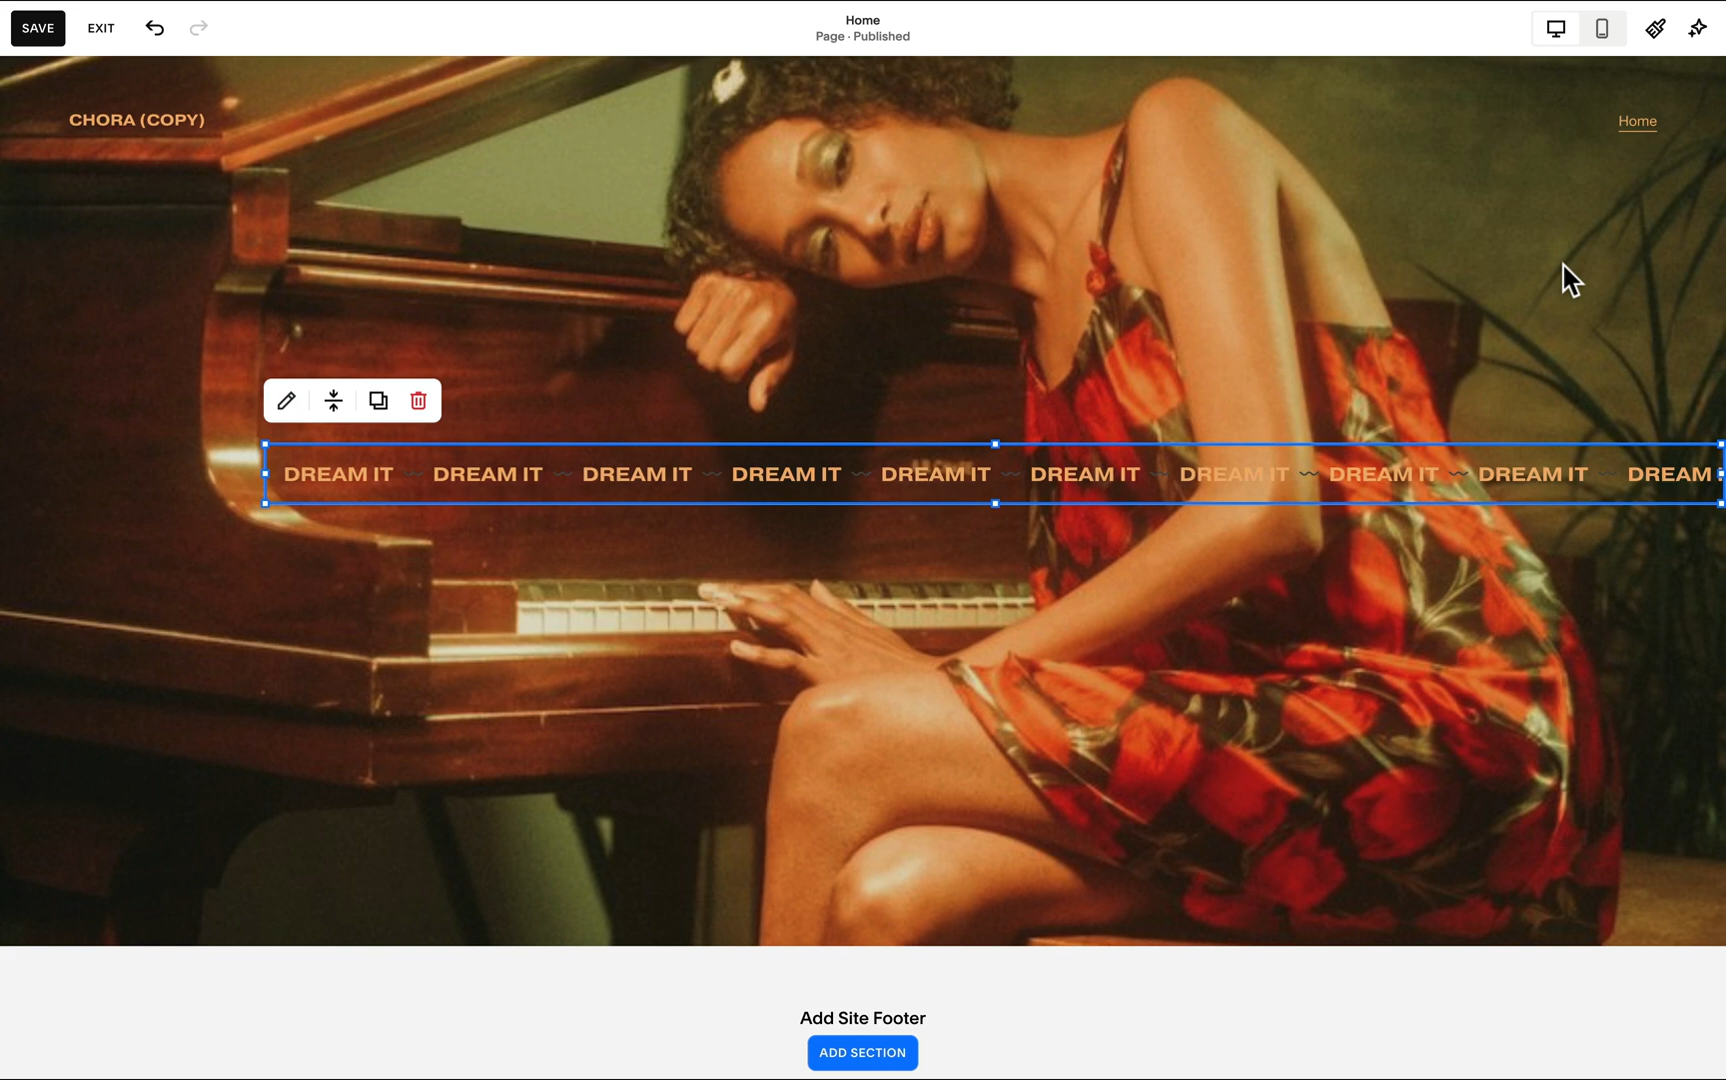 SAVE EXIT
Home
Page · Published
CHORA (COPY)
Home
DREAM IT DREAM IT DREAM IT DREAM IT DREAM IT DREAM IT DREAM IT DREAM IT DREAM IT DREAM
Add Site Footer
ADD SECTION